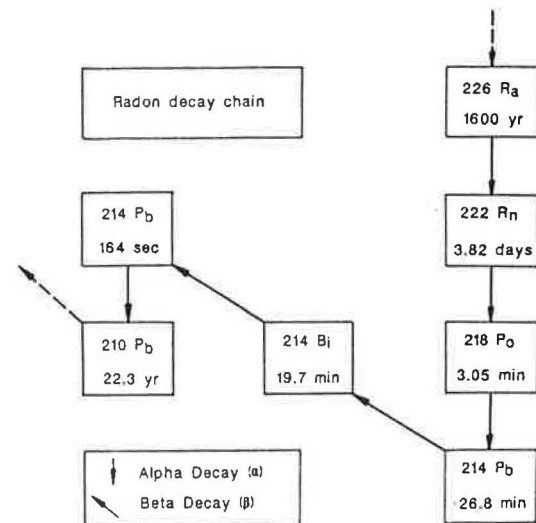 Radon decay chain
226 Ra
1600 yr
222 Rn
3.82 days
218 Po
3.05 min
214 Pb
26.8 min
214 Bi
19.7 min
214 Pb
164 sec
210 Pb
22.3 yr
Alpha Decay (α)
Beta Decay (β)